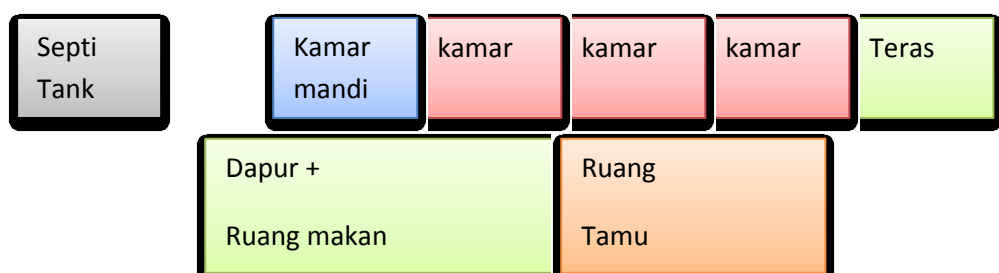 Septi
Tank
Kamar
mandi
kamar
kamar
kamar
Teras
Dapur +
Ruang makan
Ruang
Tamu